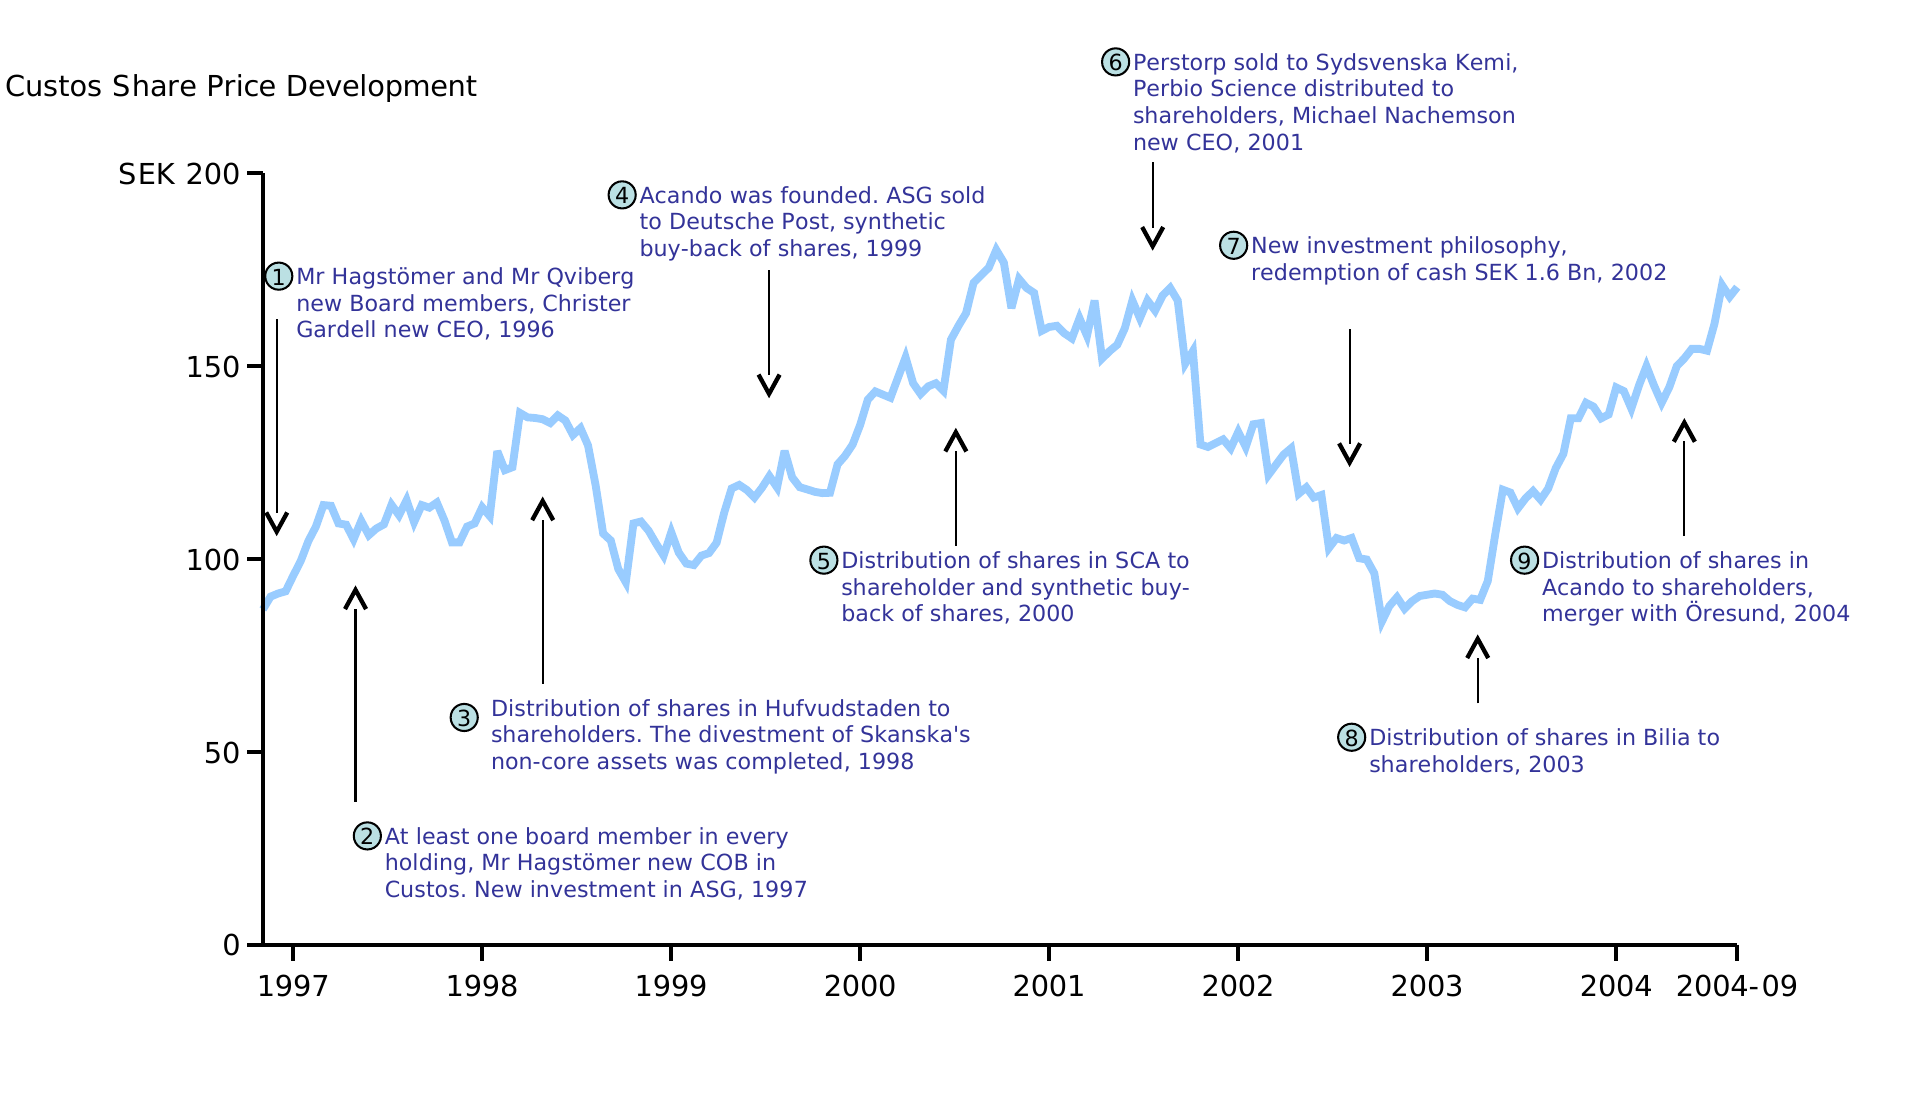 Custos Share Price Development
6 Perstorp sold to Sydsvenska Kemi,
Perbio Science distributed to
shareholders, Michael Nachemson
new CEO, 2001
SEK 200
4 Acando was founded. ASG sold
to Deutsche Post, synthetic
buy-back of shares, 1999
7 New investment philosophy,
redemption of cash SEK 1.6 Bn, 2002
1 Mr Hagstömer and Mr Qviberg
new Board members, Christer
Gardell new CEO, 1996
150
100
5 Distribution of shares in SCA to
shareholder and synthetic buy-
back of shares, 2000
9 Distribution of shares in
Acando to shareholders,
merger with Öresund, 2004
3 Distribution of shares in Hufvudstaden to
shareholders. The divestment of Skanska's
non-core assets was completed, 1998
8 Distribution of shares in Bilia to
shareholders, 2003
50
2 At least one board member in every
holding, Mr Hagstömer new COB in
Custos. New investment in ASG, 1997
0
1997 1998 1999 2000 2001 2002 2003 2004 2004-09